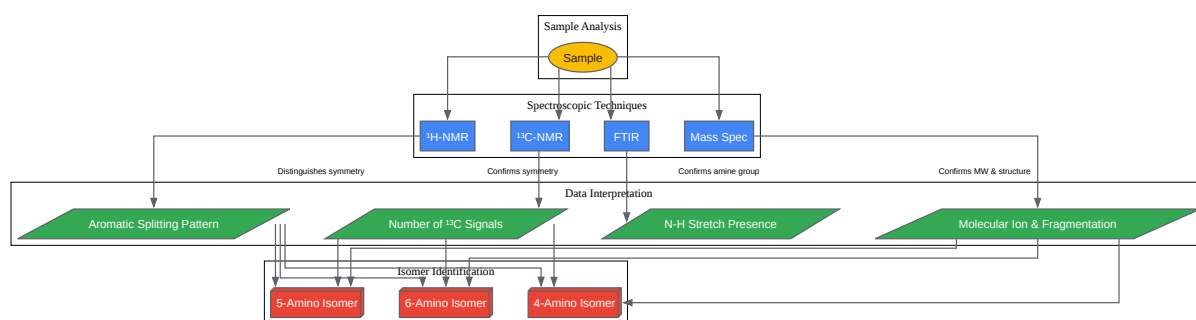 Sample Analysis
Sample
Spectroscopic Techniques
¹H-NMR
¹³C-NMR
FTIR
Mass Spec
Distinguishes symmetry
Confirms symmetry
Confirms amine group
Confirms MW & structure
Data Interpretation
Aromatic Splitting Pattern
Number of ¹³C Signals
N-H Stretch Presence
Molecular Ion & Fragmentation
Isomer Identification
5-Amino Isomer
6-Amino Isomer
4-Amino Isomer